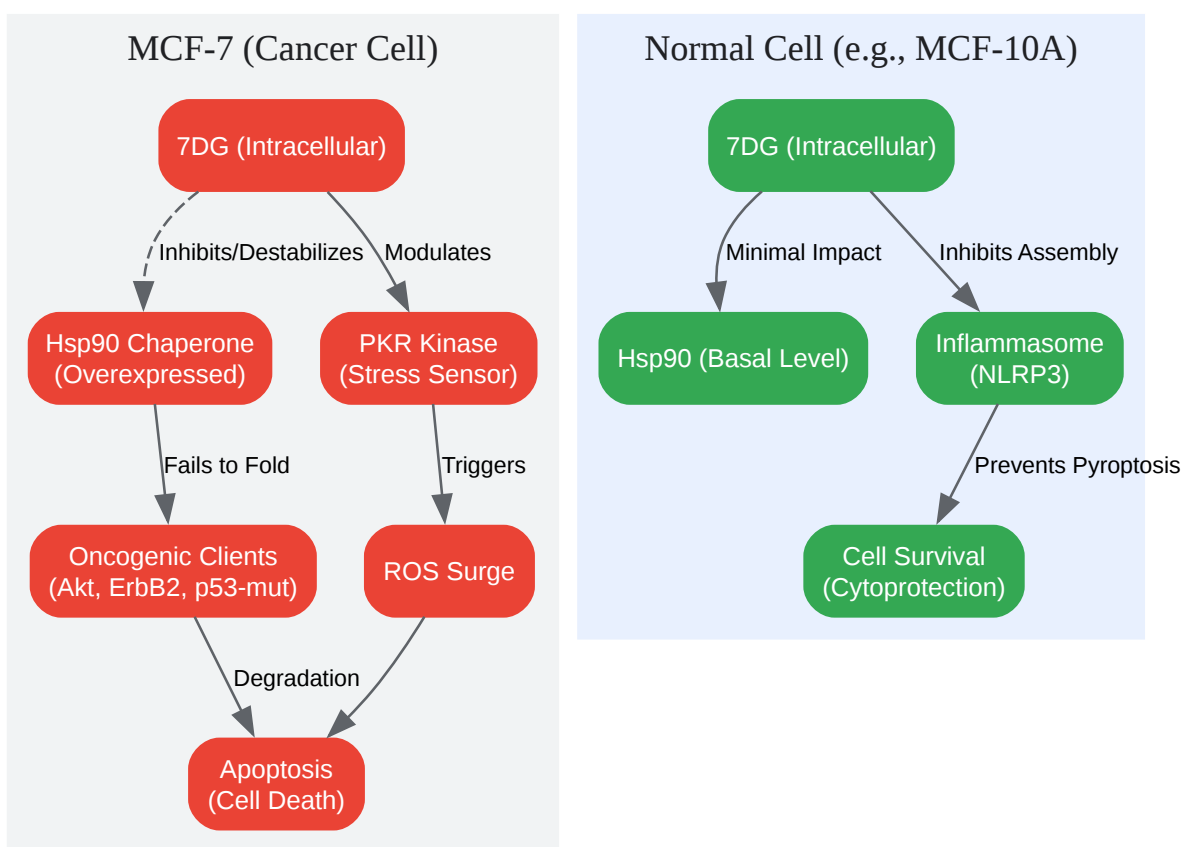 MCF-7 (Cancer Cell)
7DG (Intracellular)
Inhibits/Destabilizes
Modulates
Hsp90 Chaperone
(Overexpressed)
PKR Kinase
(Stress Sensor)
Fails to Fold
Triggers
Oncogenic Clients
(Akt, ErbB2, p53-mut)
ROS Surge
Degradation
Apoptosis
(Cell Death)
Normal Cell (e.g., MCF-10A)
7DG (Intracellular)
Minimal Impact
Inhibits Assembly
Hsp90 (Basal Level)
Inflammasome
(NLRP3)
Prevents Pyroptosis
Cell Survival
(Cytoprotection)